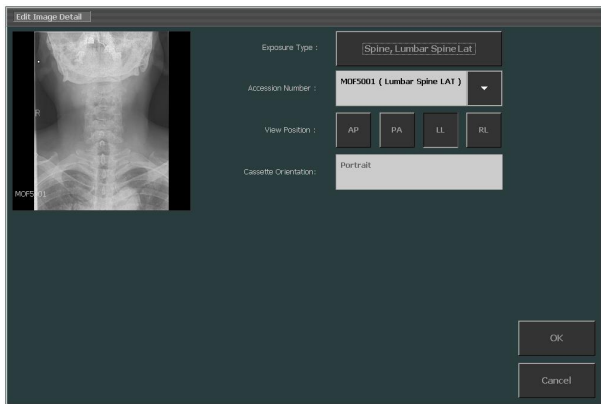 Edit Image Detail
Exposure Type :
Spine, Lumbar Spine Lat
Accession Number :
MOF5001 ( Lumbar Spine LAT )
R
View Position :
AP
PA
LL
RL
Cassette Orientation:
Portrait
MOF5001
OK
Cancel